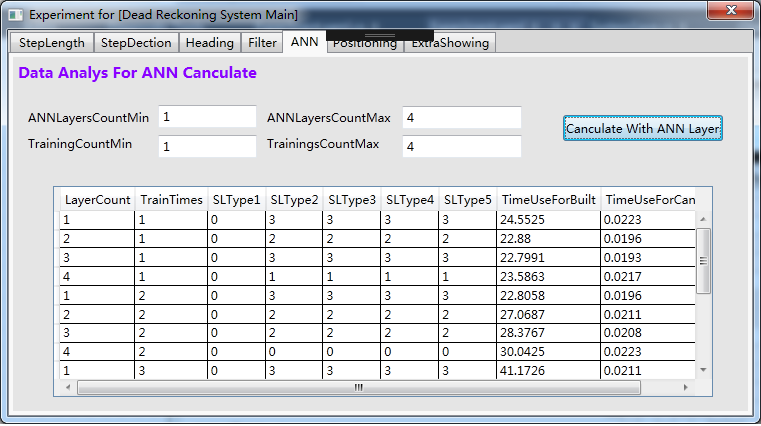 Experiment for [Dead Reckoning System Main]
StepLength StepDection Heading Filter ANN Positioning ExtraShowing
Data Analys For ANN Canculate
ANNLayersCountMin 1 ANNLayersCountMax 4
TrainingCountMin 1 TrainingsCountMax 4
Canculate With ANN Layer
LayerCount TrainTimes SLType1 SLType2 SLType3 SLType4 SLType5 TimeUseForBuilt TimeUseForCan
1 1 0 3 3 3 3 24.5525 0.0223
2 1 0 2 2 2 2 22.88 0.0196
3 1 0 3 3 3 3 22.7991 0.0193
4 1 0 1 1 1 1 23.5863 0.0217
1 2 0 3 3 3 3 22.8058 0.0196
2 2 0 2 2 2 2 27.0687 0.0211
3 2 0 2 2 2 2 28.3767 0.0208
4 2 0 0 0 0 0 30.0425 0.0223
1 3 0 3 3 3 3 41.1726 0.0211